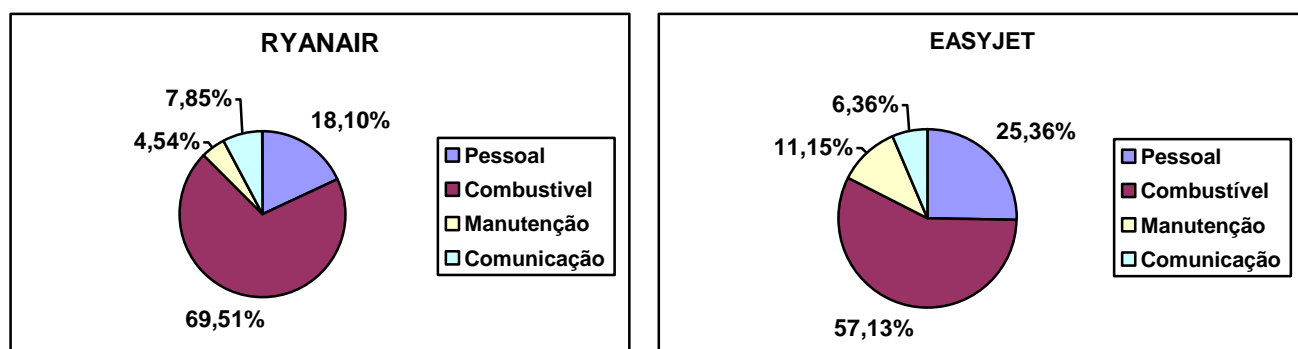 RYANAIR
7,85%
18,10%
4,54%
69,51%
Pessoal
Combustivel
Manutenção
Comunicação
EASYJET
6,36%
25,36%
11,15%
57,13%
Pessoal
Combustível
Manutenção
Comunicação